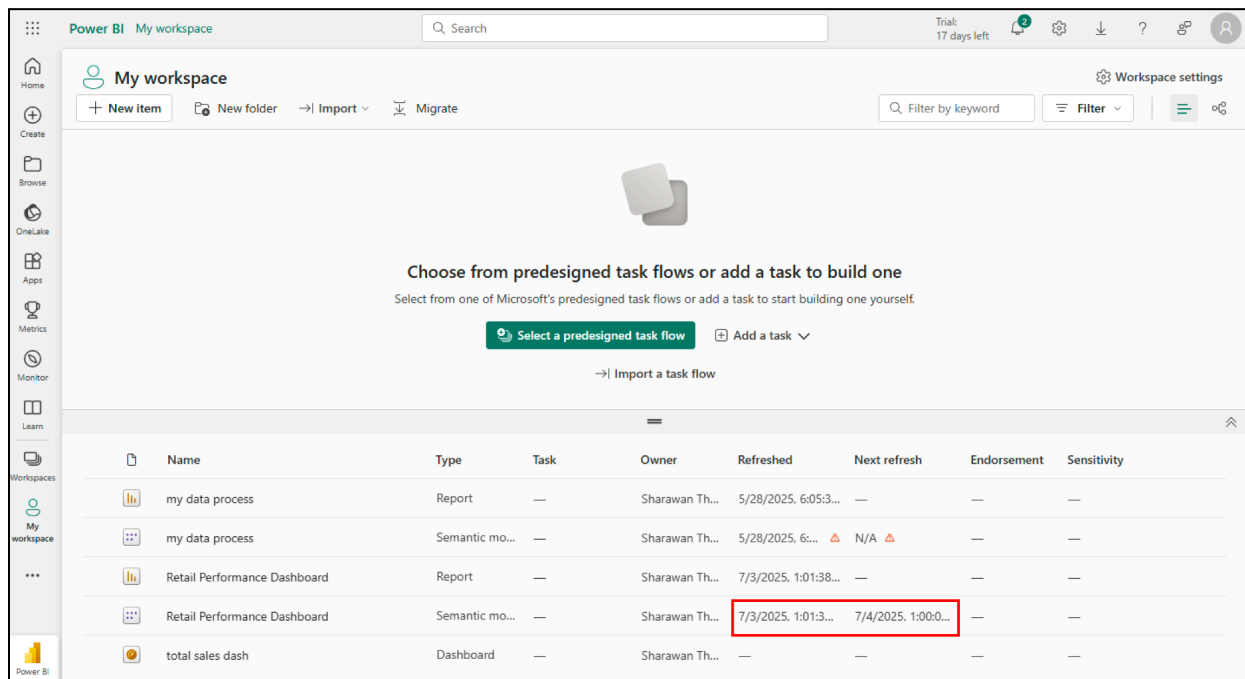 Power BI My workspace
Search
Trial:
17 days left
2
Home
Create
Browse
OneLake
Apps
Metrics
Monitor
Learn
Workspaces
My
workspace
Power BI
My workspace
Workspace settings
New item New folder Import Migrate
Filter by keyword Filter
Choose from predesigned task flows or add a task to build one
Select from one of Microsoft's predesigned task flows or add a task to start building one yourself.
Select a predesigned task flow Add a task
Import a task flow
Name Type Task Owner Refreshed Next refresh Endorsement Sensitivity
my data process Report — Sharawan Th... 5/28/2025, 6:05:3... — — —
my data process Semantic mo... — Sharawan Th... 5/28/2025, 6:... N/A — —
Retail Performance Dashboard Report — Sharawan Th... 7/3/2025, 1:01:38... — — —
Retail Performance Dashboard Semantic mo... — Sharawan Th... 7/3/2025, 1:01:3... 7/4/2025, 1:00:0... — —
total sales dash Dashboard — Sharawan Th... — — — —